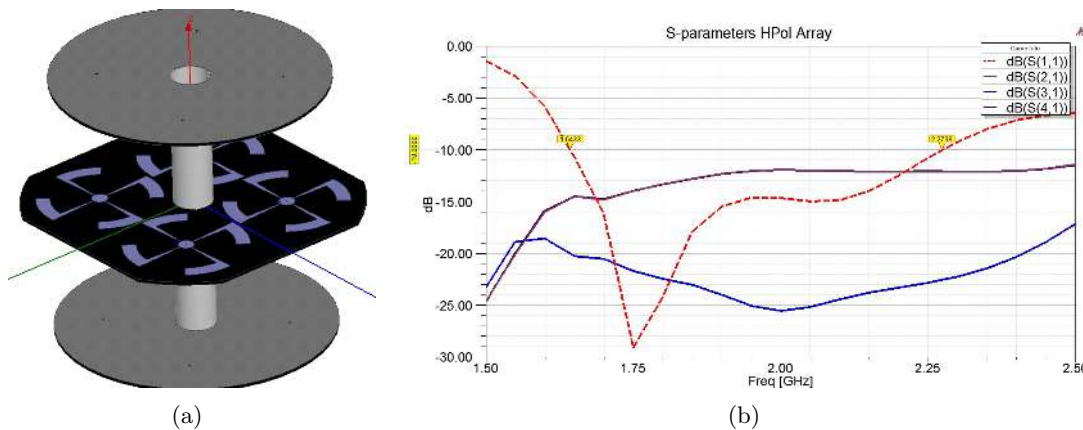 S-parameters HPol Array
dB(S(1,1))
dB(S(2,1))
dB(S(3,1))
dB(S(4,1))
0.00
-5.00
-10.00
-15.00
-20.00
-25.00
-30.00
dB
1.50
1.75
2.00
2.25
2.50
Freq [GHz]
(a)
(b)